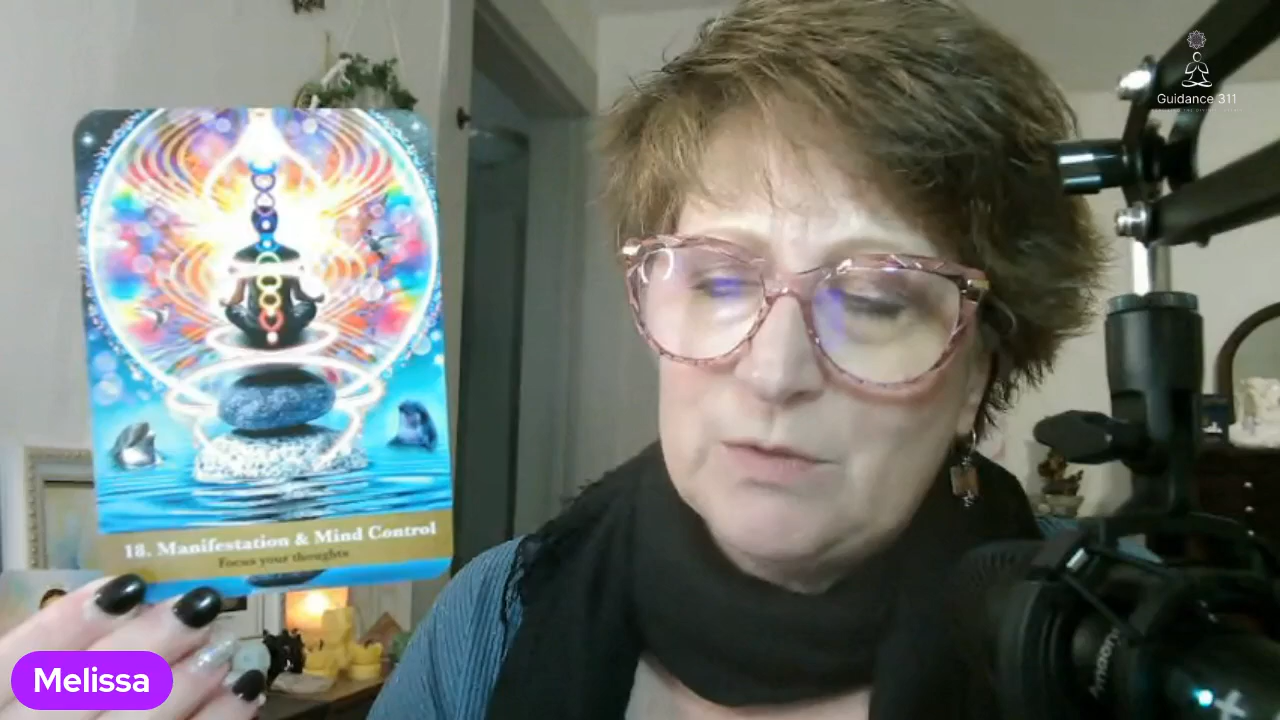 Guidance 311
18. Manifestation & Mind Control
Focus your thoughts
Melissa